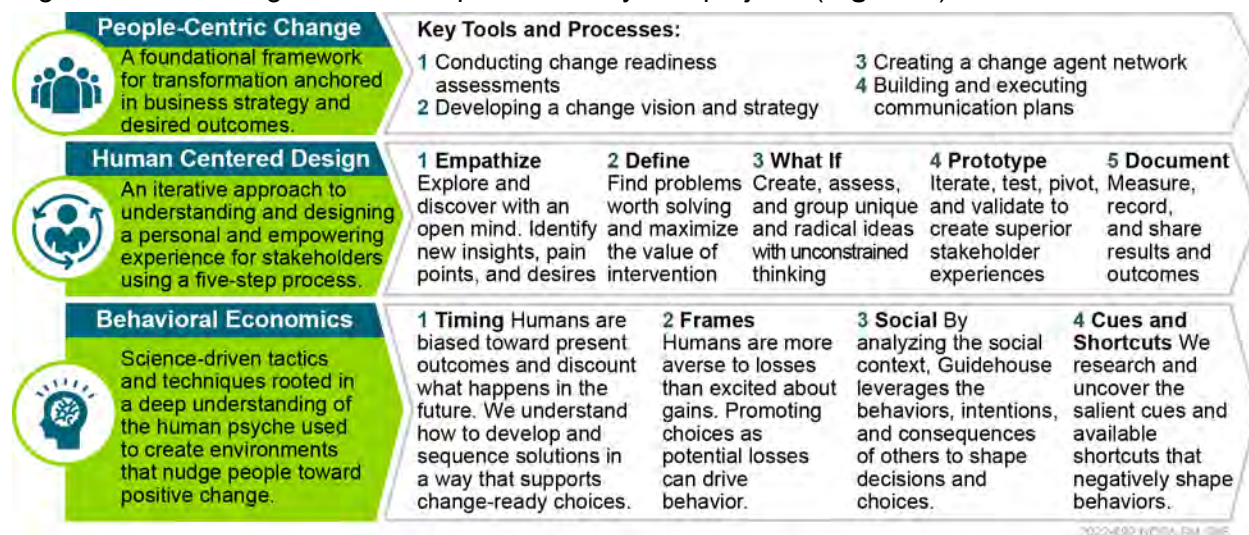 People-Centric Change
A foundational framework
for transformation anchored
in business strategy and
desired outcomes.
Key Tools and Processes:
1 Conducting change readiness
assessments
2 Developing a change vision and strategy
3 Creating a change agent network
4 Building and executing
communication plans
Human Centered Design
An iterative approach to
understanding and designing
a personal and empowering
experience for stakeholders
using a five-step process.
1 Empathize
Explore and
discover with an
open mind. Identify
new insights, pain
points, and desires
2 Define
Find problems
worth solving
and maximize
the value of
intervention
3 What If
Create, assess,
and group unique
and radical ideas
with unconstrained
thinking
4 Prototype
Iterate, test, pivot,
and validate to
create superior
stakeholder
experiences
5 Document
Measure,
record,
and share
results and
outcomes
Behavioral Economics
Science-driven tactics
and techniques rooted in
a deep understanding of
the human psyche used
to create environments
that nudge people toward
positive change.
1 Timing Humans are
biased toward present
outcomes and discount
what happens in the
future. We understand
how to develop and
sequence solutions in
a way that supports
change-ready choices.
2 Frames
Humans are more
averse to losses
than excited about
gains. Promoting
choices as
potential losses
can drive
behavior.
3 Social By
analyzing the social
context, Guidehouse
leverages the
behaviors, intentions,
and consequences
of others to shape
decisions and
choices.
4 Cues and
Shortcuts We
research and
uncover the
salient cues and
available
shortcuts that
negatively shape
behaviors.